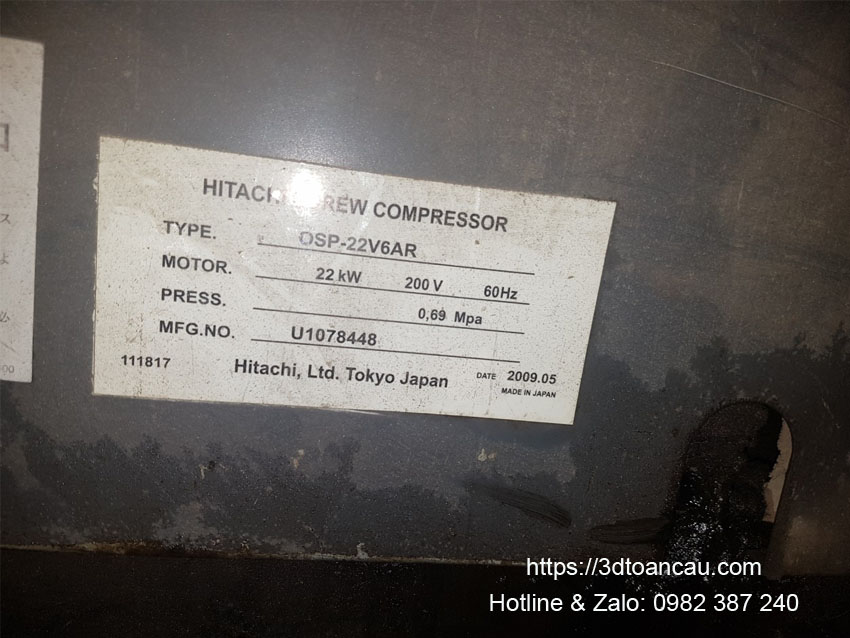 HITACHI SCREW COMPRESSOR
TYPE. OSP-22V6AR
MOTOR. 22 kW 200 V 60Hz
PRESS. 0,69 Mpa
MFG.NO. U1078448
111817 Hitachi, Ltd. Tokyo Japan DATE 2009.05
MADE IN JAPAN
https://3dtoancau.com
Hotline & Zalo: 0982 387 240